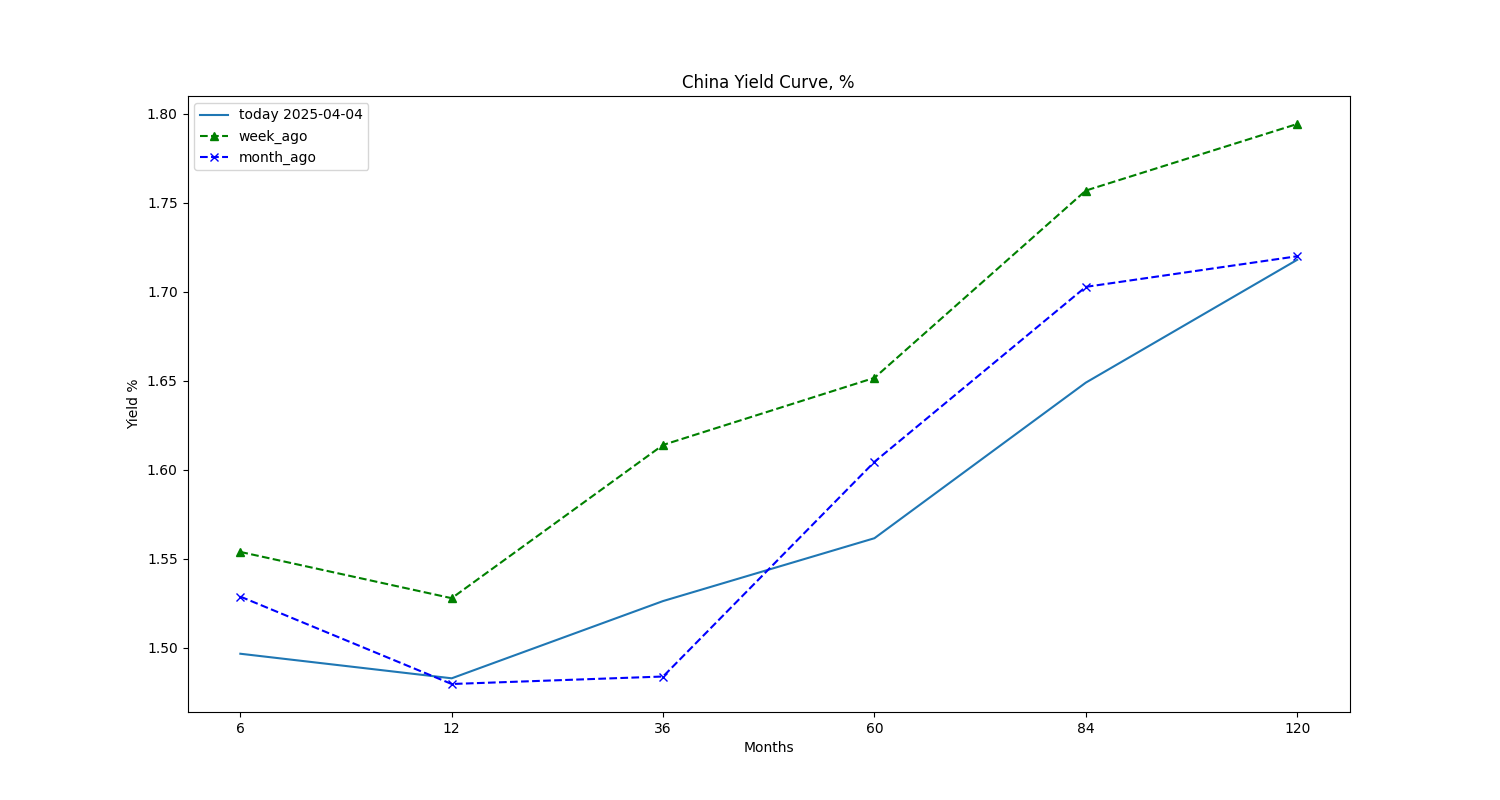 China Yield Curve, %
today 2025-04-04
week_ago
month_ago
1.80
1.75
1.70
1.65
1.60
1.55
1.50
Yield %
6 12 36 60 84 120
Months